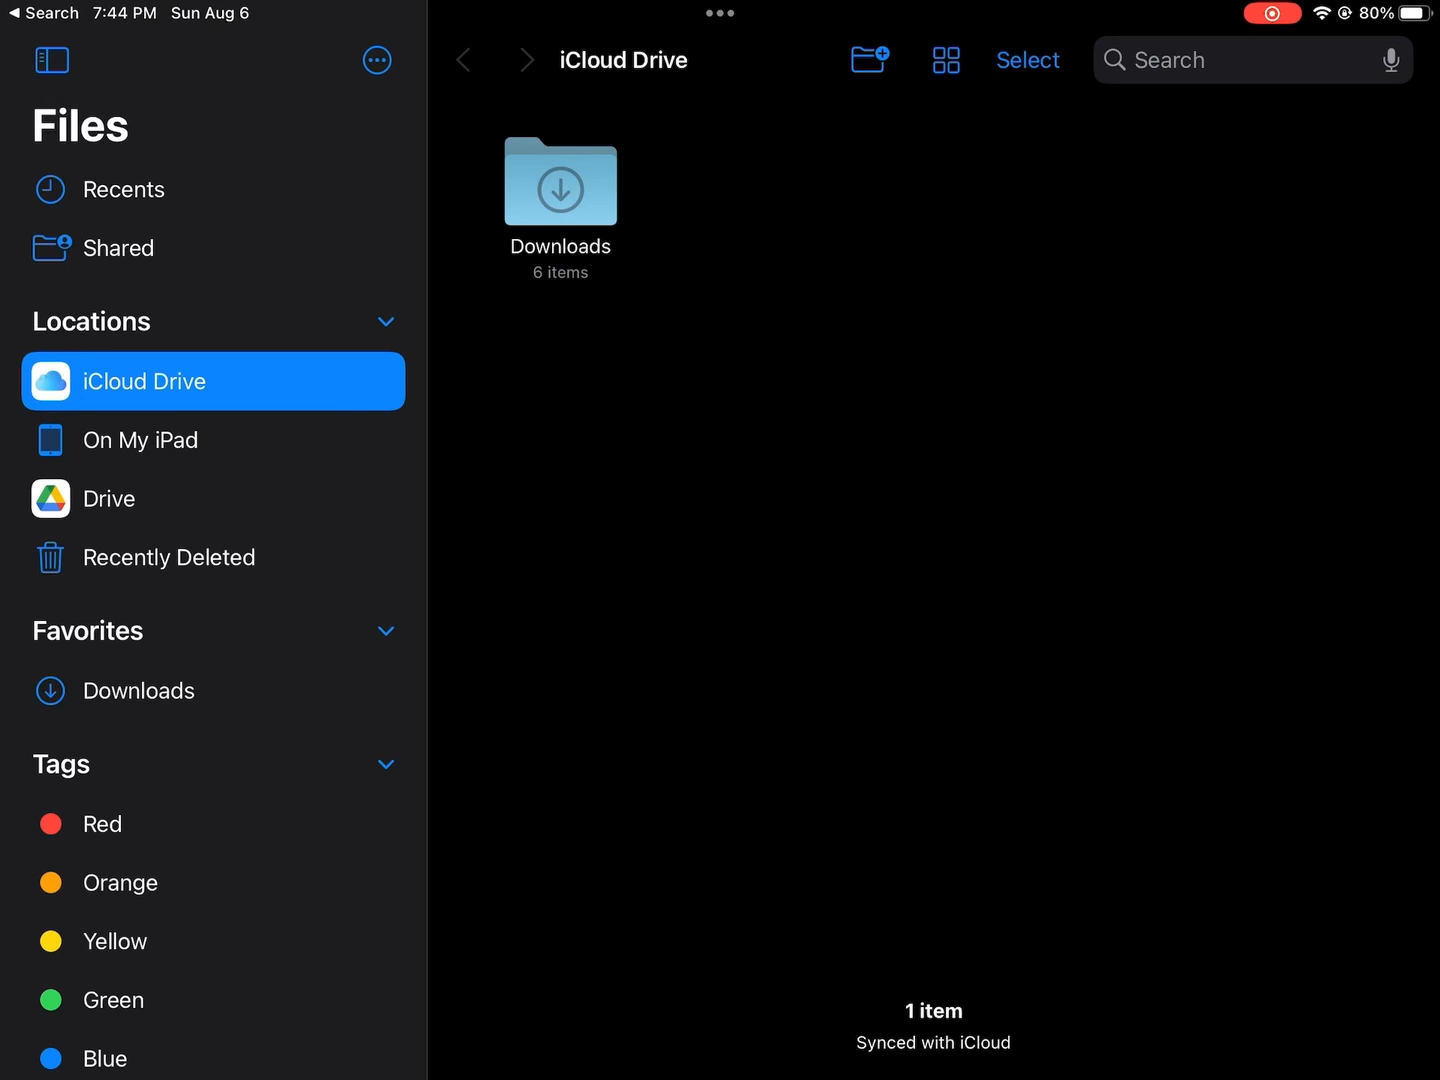 ◀ Search 7:44 PM Sun Aug 6
80%
Files
Recents
Shared
Locations
iCloud Drive
On My iPad
Drive
Recently Deleted
Favorites
Downloads
Tags
Red
Orange
Yellow
Green
Blue
iCloud Drive
Select
Search
Downloads
6 items
1 item
Synced with iCloud